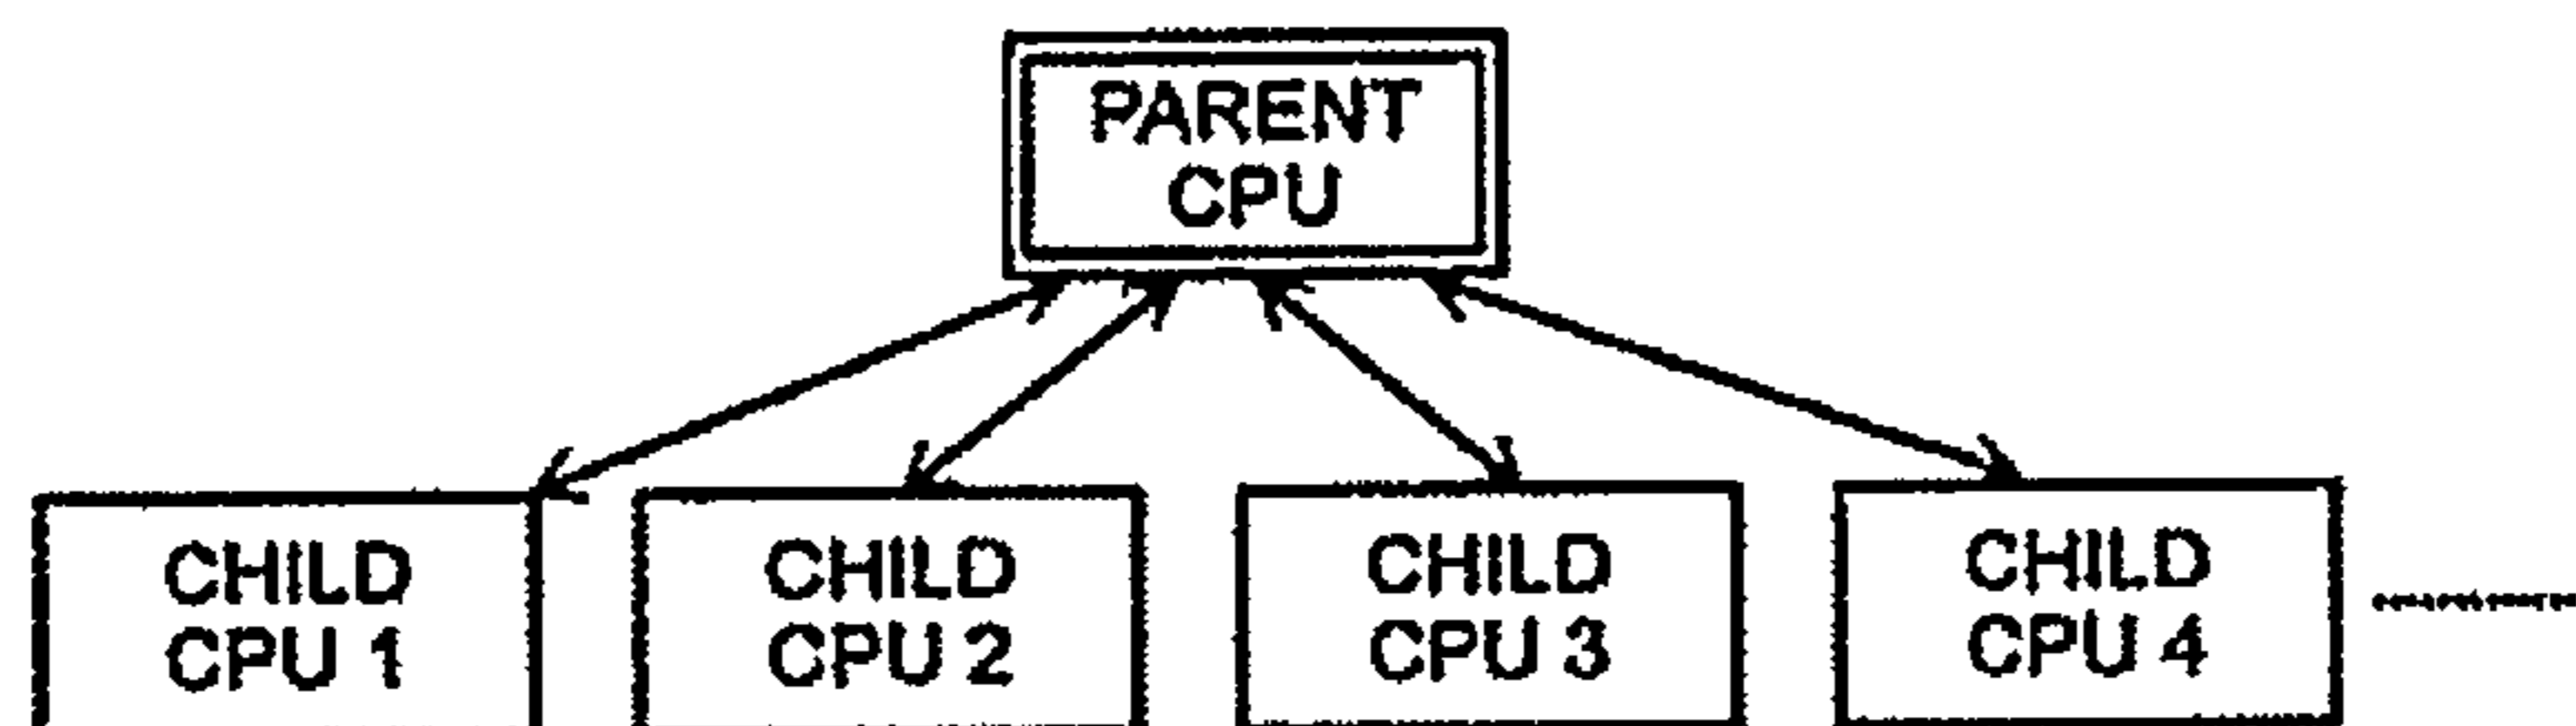 PARENT
CPU
CHILD
CPU 1
CHILD
CPU 2
CHILD
CPU 3
CHILD
CPU 4